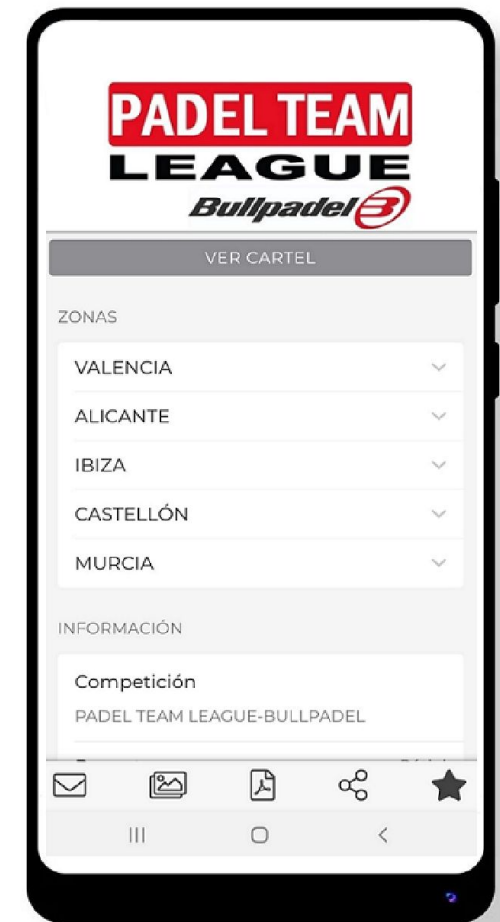 PADEL TEAM
LEAGUE
Bullpadel
VER CARTEL
ZONAS
VALENCIA
ALICANTE
IBIZA
CASTELLÓN
MURCIA
INFORMACIÓN
Competición
PADEL TEAM LEAGUE-BULLPADEL